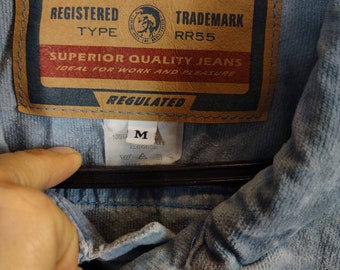 REGISTERED TRADEMARK
TYPE RR55
SUPERIOR QUALITY JEANS
IDEAL FOR WORK AND PLEASURE
REGULATED
M